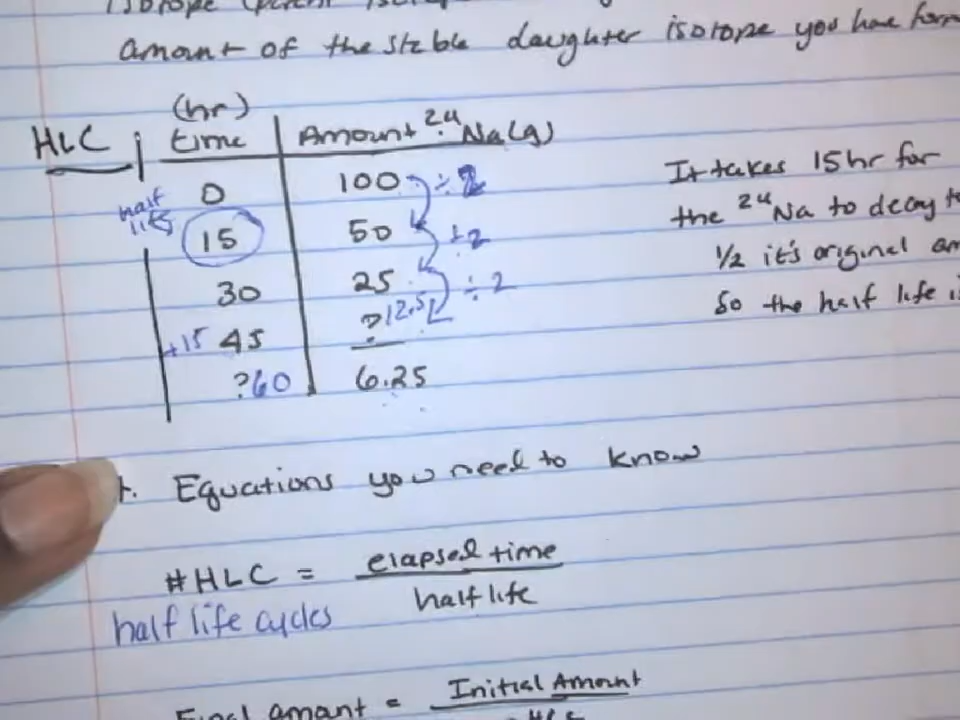 amount of the stable daughter isotope you have form
HLC (hr) time Amount ²⁴Na(g)
0 100 ÷2
half life 15 50 ÷2
30 25 ÷2
+15 45 ? 12.5
?60 6.25
It takes 15hr for
the ²⁴Na to decay to
1/2 it's original am
So the half life i
Equations you need to know
#HLC = elapsed time
half life
half life cycles
Final amant = Initial Amount
HLC